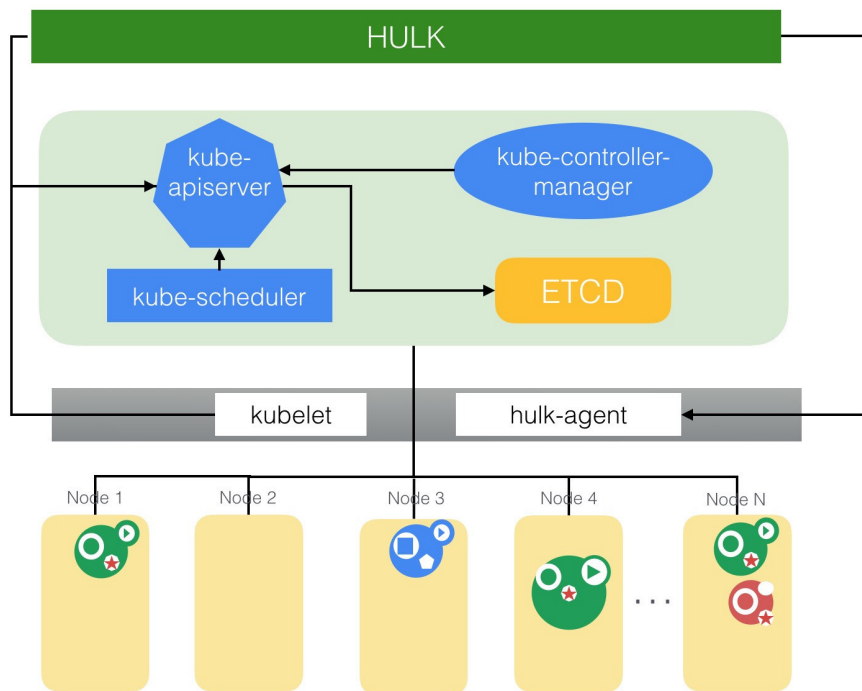 HULK
kube-
apiserver
kube-controller-
manager
kube-scheduler
ETCD
kubelet
hulk-agent
Node 1
Node 2
Node 3
Node 4
Node N
...